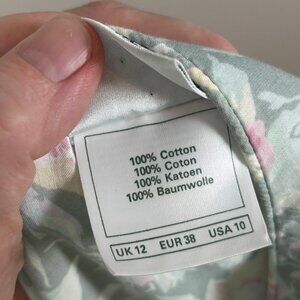 100% Cotton
100% Coton
100% Katoen
100% Baumwolle
UK 12 EUR 38 USA 10